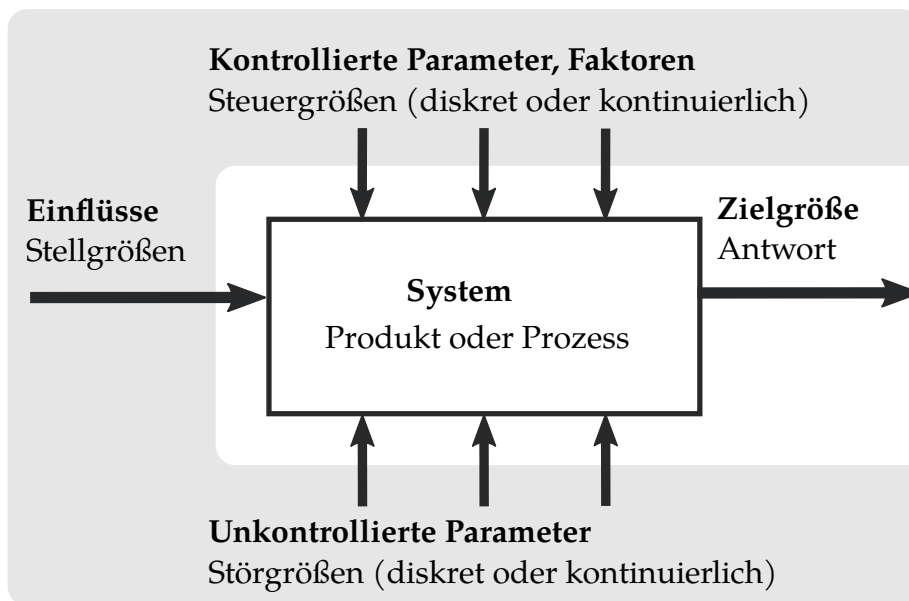 Kontrollierte Parameter, Faktoren
Steuergrößen (diskret oder kontinuierlich)
Einflüsse
Stellgrößen
Zielgröße
Antwort
System
Produkt oder Prozess
Unkontrollierte Parameter
Störgrößen (diskret oder kontinuierlich)